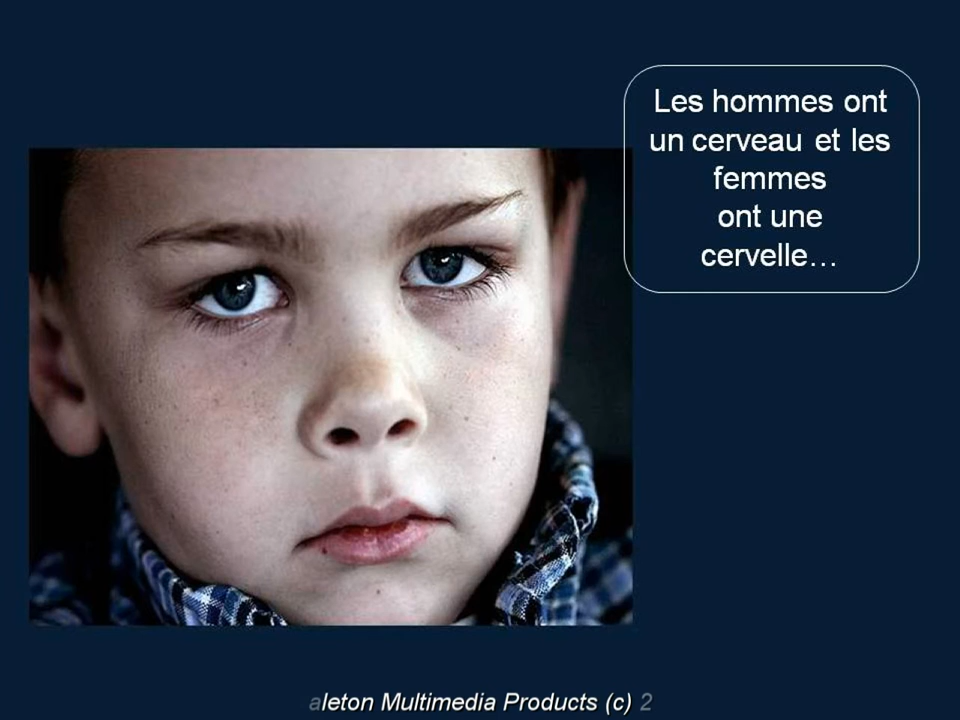 Les hommes ont
un cerveau et les
femmes
ont une
cervelle…
aleton Multimedia Products (c) 2